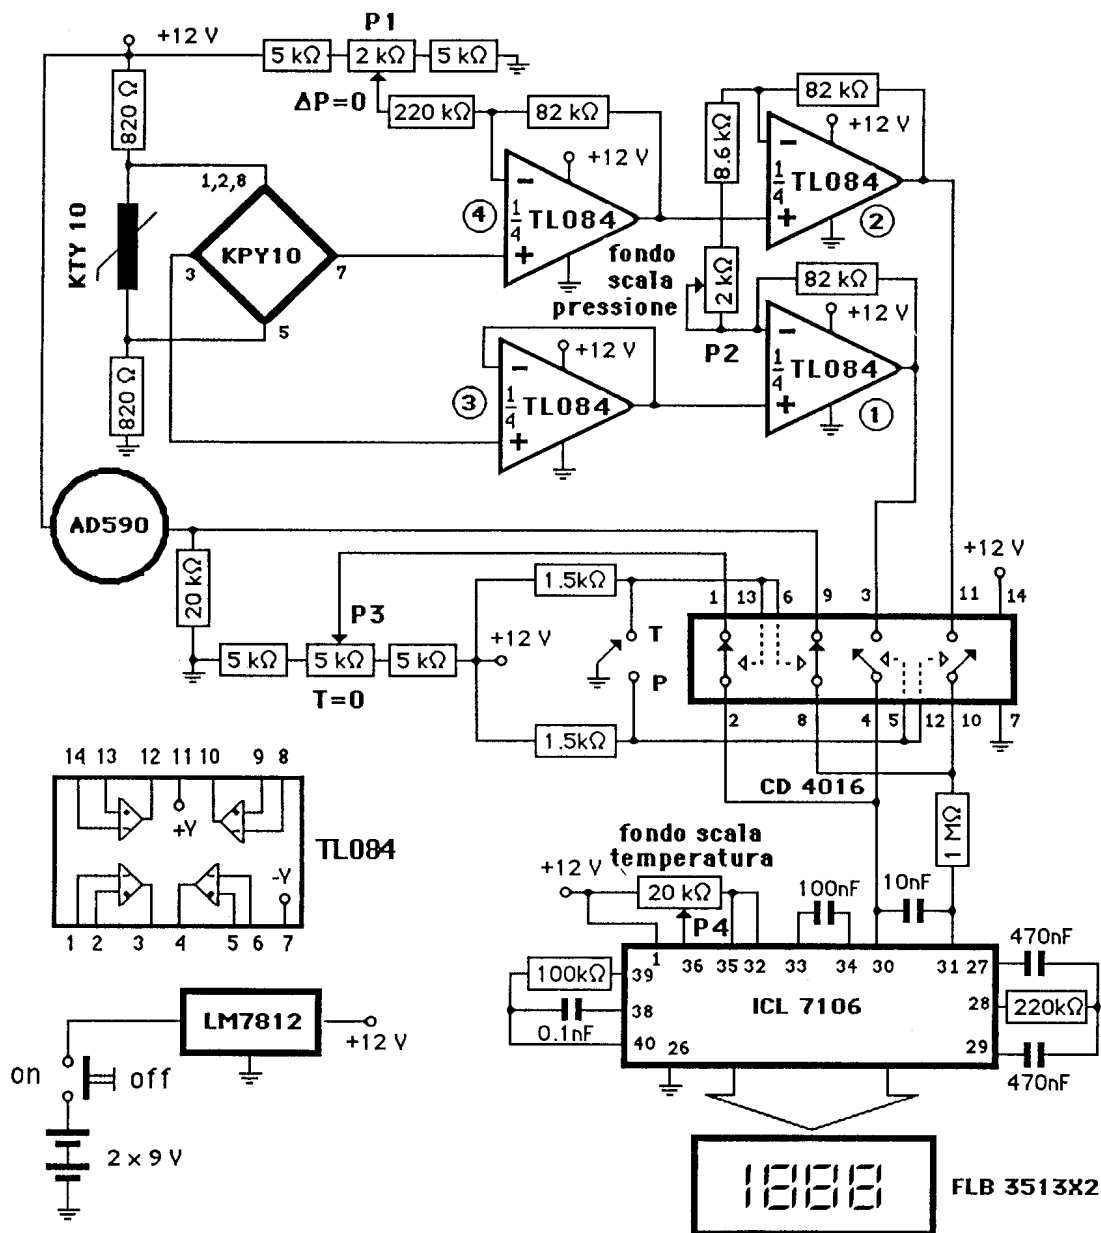 P1
+12 V
5 kΩ
2 kΩ
5 kΩ
ΔP=0
220 kΩ
82 kΩ
82 kΩ
820 Ω
8.6 kΩ
+12 V
+12 V
1,2,8
KTY 10
KPY10
3
7
5
4
1/4
TL084
fondo
scala
pressione
1/4
TL084
2
2 kΩ
82 kΩ
P2
+12 V
1/4
TL084
1
820 Ω
+12 V
3
1/4
TL084
AD590
20 kΩ
P3
5 kΩ
5 kΩ
5 kΩ
T=0
1.5kΩ
+12 V
T
P
1.5kΩ
+12 V
1
13
6
9
3
11
14
2
8
4
5
12
10
7
CD 4016
1 MΩ
14
13
12
11
10
9
8
+Y
-Y
TL084
1
2
3
4
5
6
7
fondo scala
temperatura
+12 V
20 kΩ
P4
100nF
10nF
1
36
35
32
33
34
30
31
27
470nF
100kΩ
39
38
0.1nF
40
26
ICL 7106
28
220kΩ
29
470nF
LM7812
+12 V
on
off
2 x 9 V
1888
FLB 3513X2